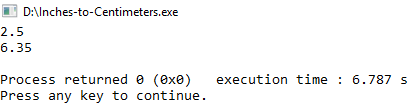 D:\Inches-to-Centimeters.exe
2.5
6.35
Process returned 0 (0x0)   execution time : 6.787 s
Press any key to continue.